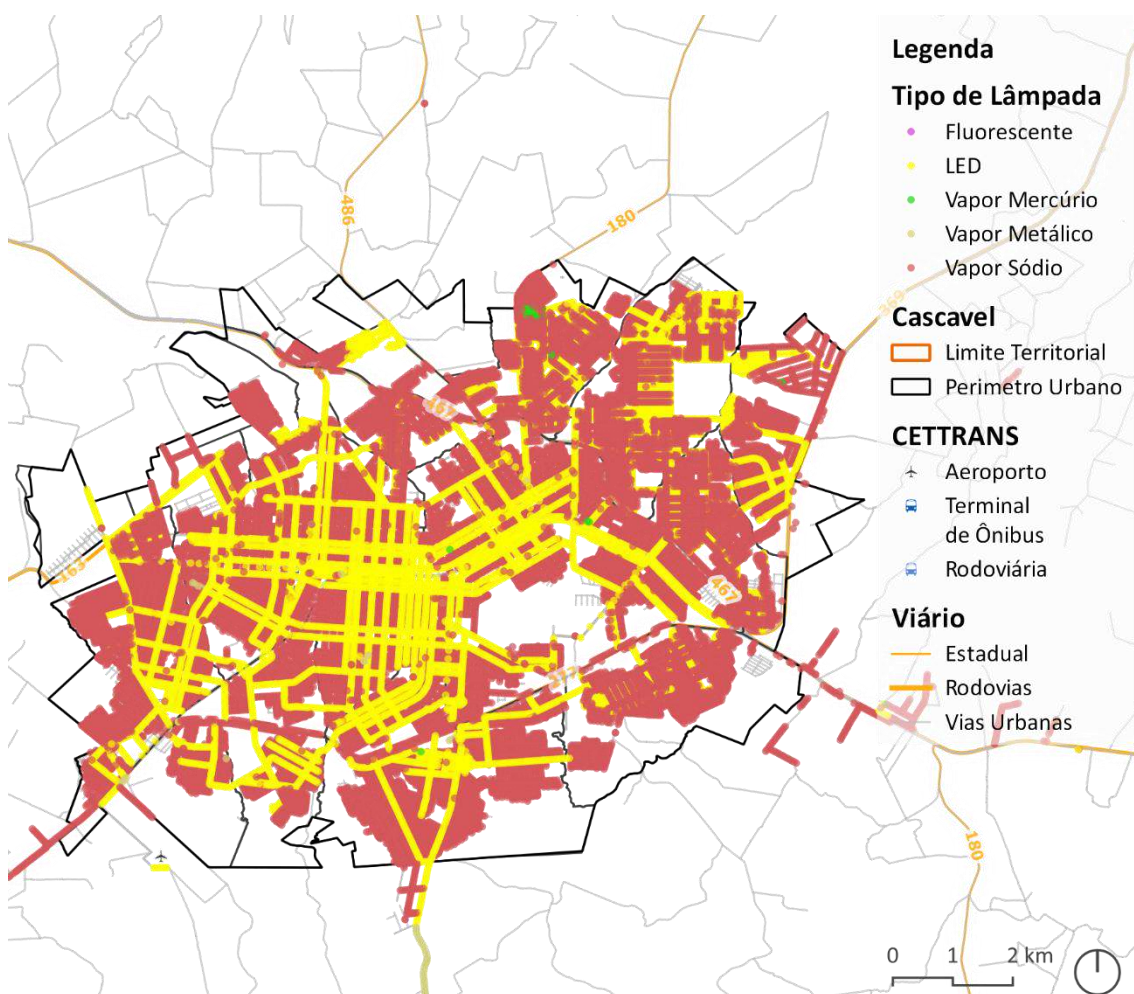 Legenda
Tipo de Lâmpada
Fluorescente
LED
Vapor Mercúrio
Vapor Metálico
Vapor Sódio
Cascavel
Limite Territorial
Perimetro Urbano
CETTRANS
Aeroporto
Terminal
de Ônibus
Rodoviária
Viário
Estadual
Rodovias
Vias Urbanas
486
180
369
467
163
467
277
180
0 1 2 km